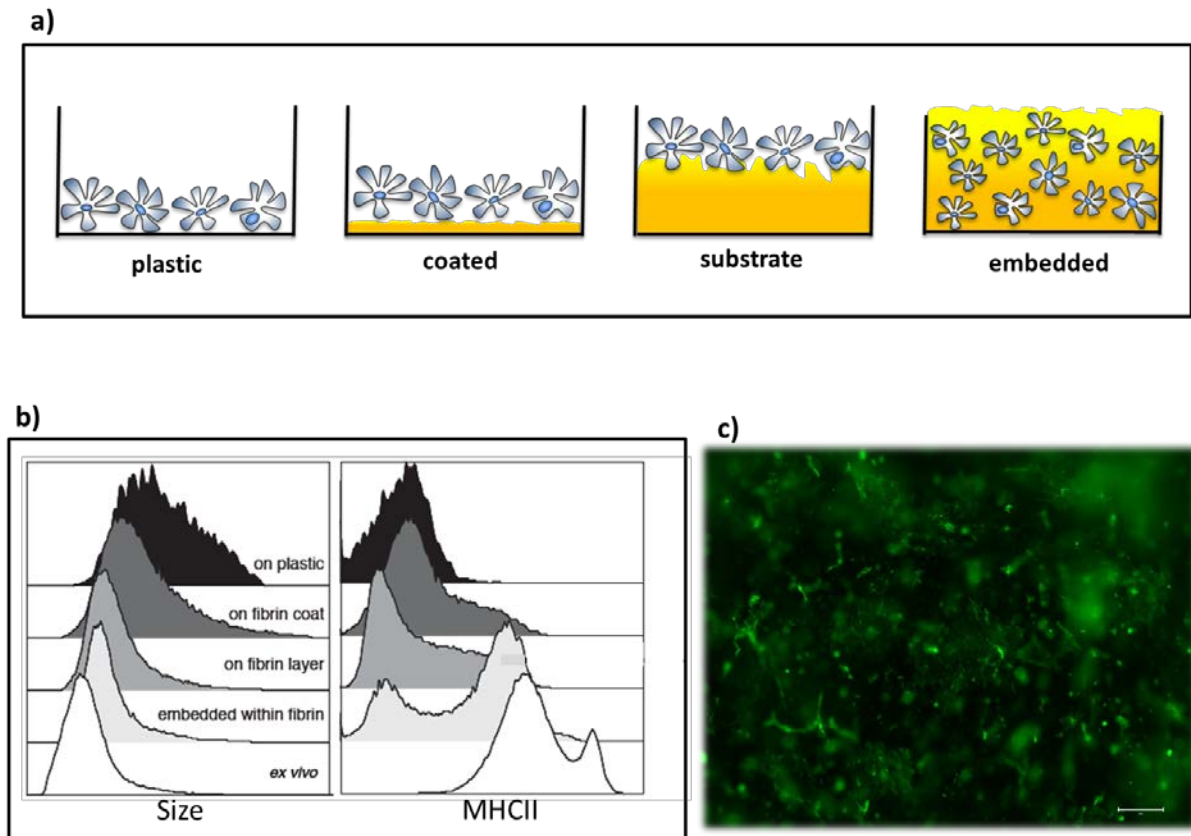 a)
plastic
coated
substrate
embedded
b)
c)
on plastic
on fibrin coat
on fibrin layer
embedded within fibrin
ex vivo
Size
MHCII